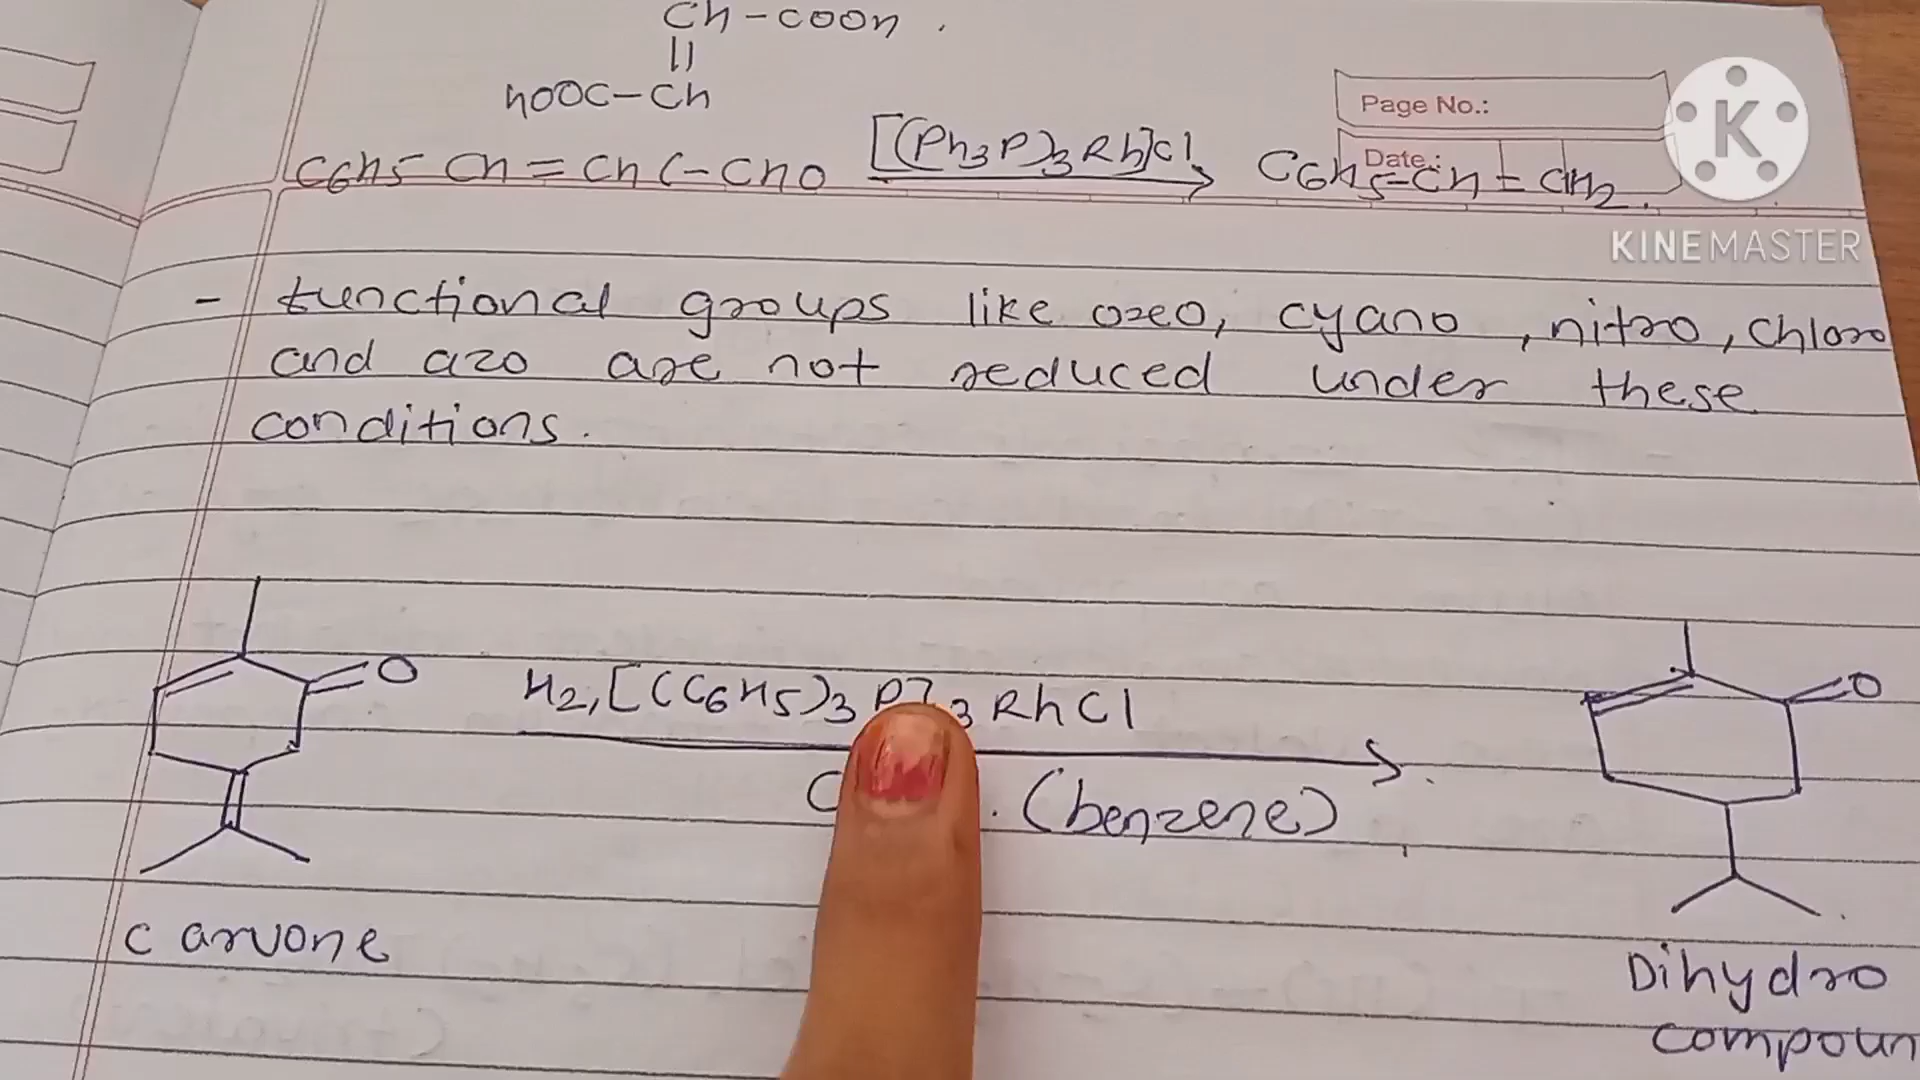 Ch-COOH.
||
HOOC-Ch
Page No.:
K
C6H5-Ch=Ch(-CHO [(Ph3P)3Rh]Cl C6H5-Ch=CH2.
Date.:
KINEMASTER
- functional groups like oxo, cyano, nitro, chloro
and azo are not reduced under these
conditions.
O
H2,[(C6H5)3P]3RhCl
O
C . (benzene)
carvone
Dihydro
compoun